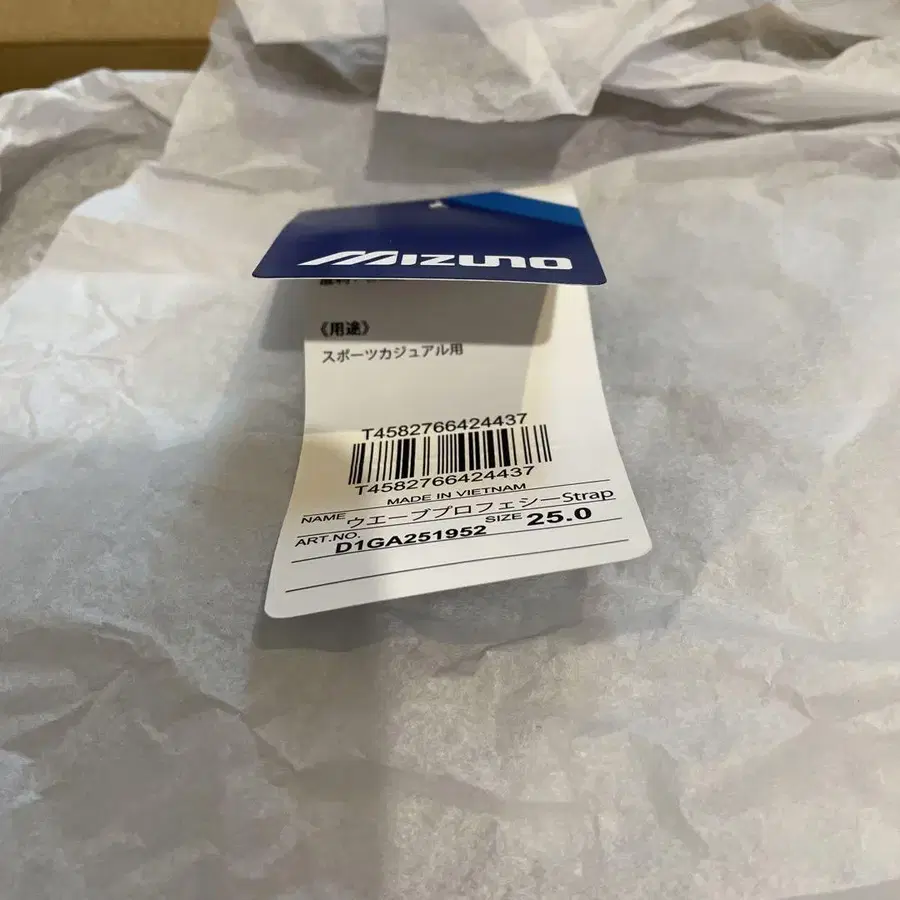 MIZUNO
《用途》
スポーツカジュアル用
T4582766424437
T4582766424437
MADE IN VIETNAM
NAME ウエーブプロフェシーStrap
ART.NO. D1GA251952 SIZE 25.0